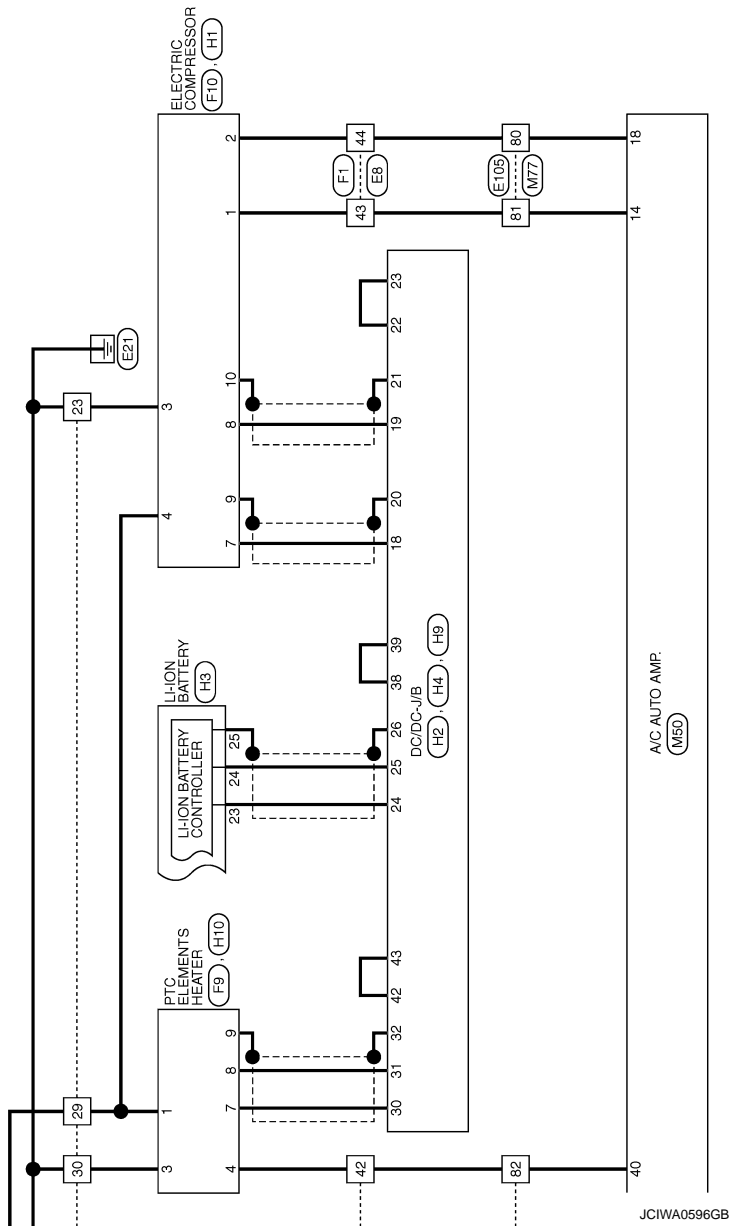 ELECTRIC
COMPRESSOR
F10 , H1
2
44
80
18
F1
E8
E105
M77
1
43
81
14
23
22
E21
10
21
23
3
8
19
9
20
4
7
18
LI-ION
BATTERY
H3
LI-ION BATTERY
CONTROLLER
25
24
23
39
38
26
25
24
DC/DC-J/B
H2 , H4 , H9
A/C AUTO AMP.
M50
PTC
ELEMENTS
HEATER
F9 , H10
43
42
9
32
8
31
29
1
7
30
30
3
4
42
82
40
JCIWA0596GB